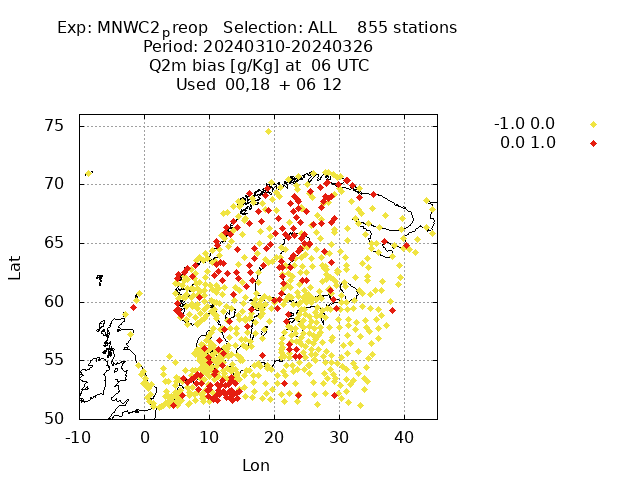 Exp: MNWC2preop Selection: ALL 855 stations
Period: 20240310-20240326
Q2m bias [g/Kg] at 06 UTC
Used 00,18 + 06 12
-1.0 0.0
0.0 1.0
75
70
65
60
55
50
Lat
-10 0 10 20 30 40
Lon